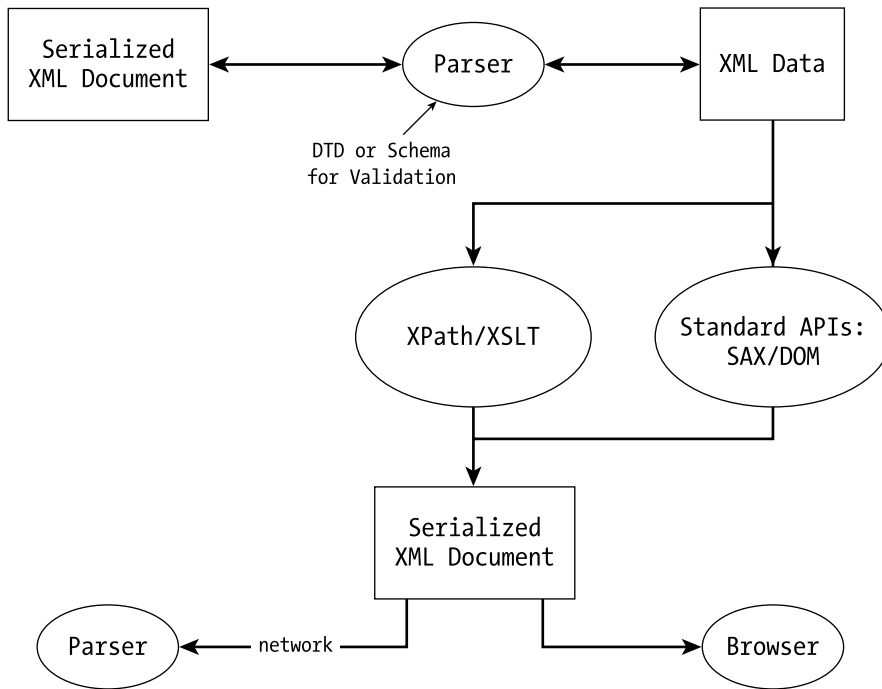 Serialized
XML Document
Parser
XML Data
DTD or Schema
for Validation
XPath/XSLT
Standard APIs:
SAX/DOM
Serialized
XML Document
Parser
network
Browser